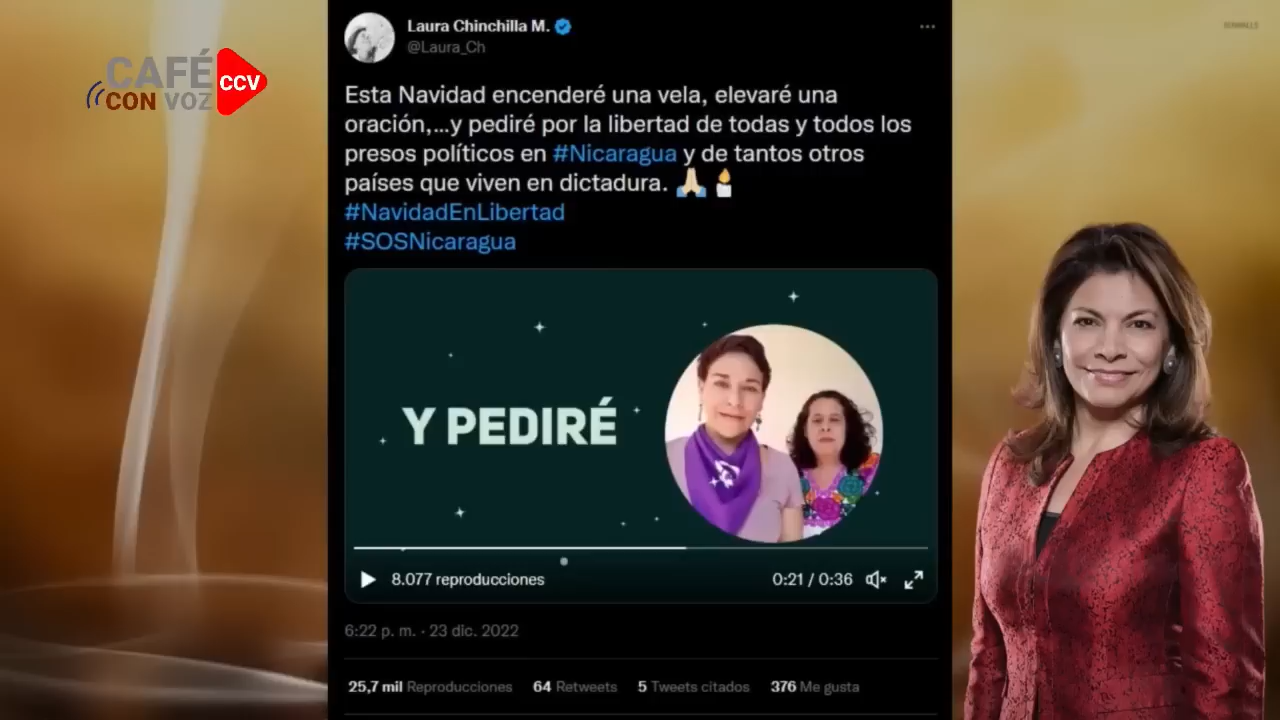 CAFÉ
CON VOZ
CCV
Laura Chinchilla M.
@Laura_Ch
Esta Navidad encenderé una vela, elevaré una
oración,...y pediré por la libertad de todas y todos los
presos políticos en #Nicaragua y de tantos otros
países que viven en dictadura. 🙏🏼🕯
#NavidadEnLibertad
#SOSNicaragua
Y PEDIRÉ
8.077 reproducciones
0:21 / 0:36
6:22 p. m. · 23 dic. 2022
25,7 mil Reproducciones 64 Retweets 5 Tweets citados 376 Me gusta